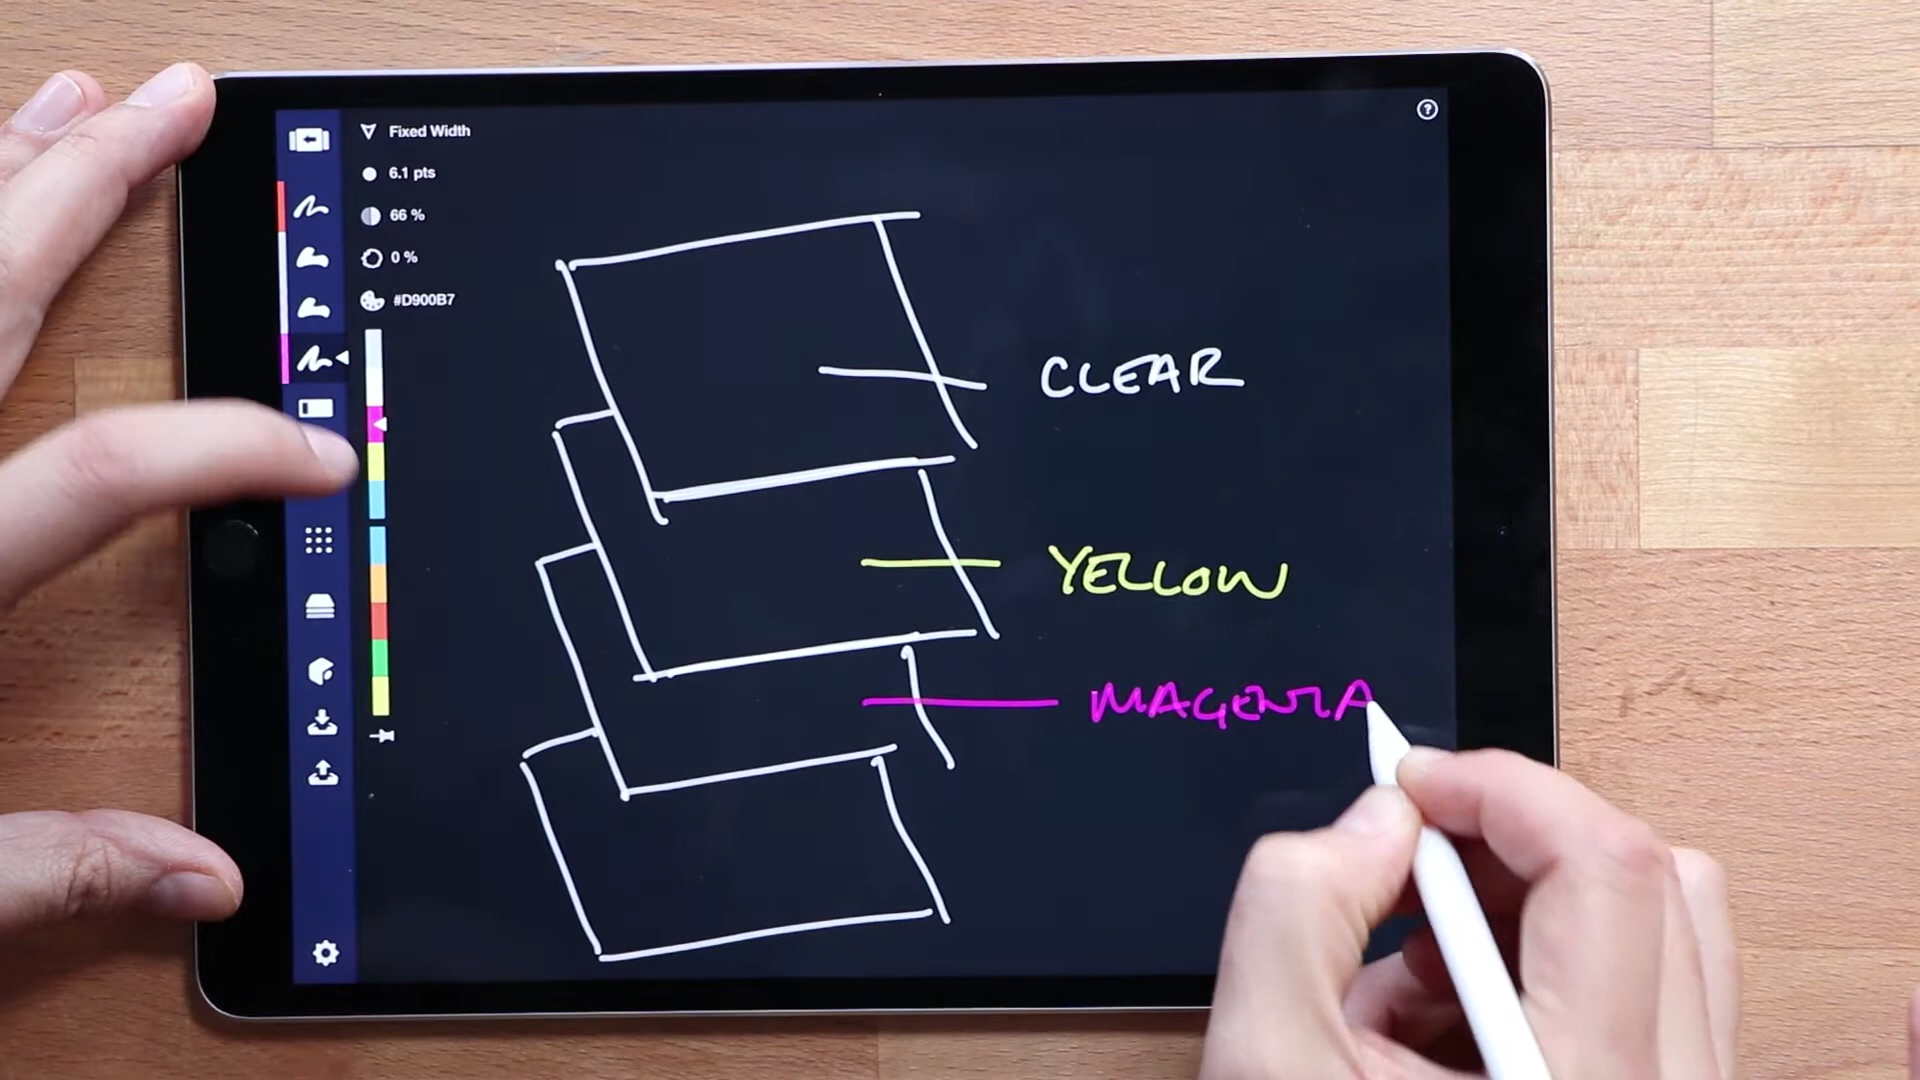 Fixed Width
6.1 pts
66 %
0 %
#D900B7
?
CLEAR
YELLOW
MAGENTA